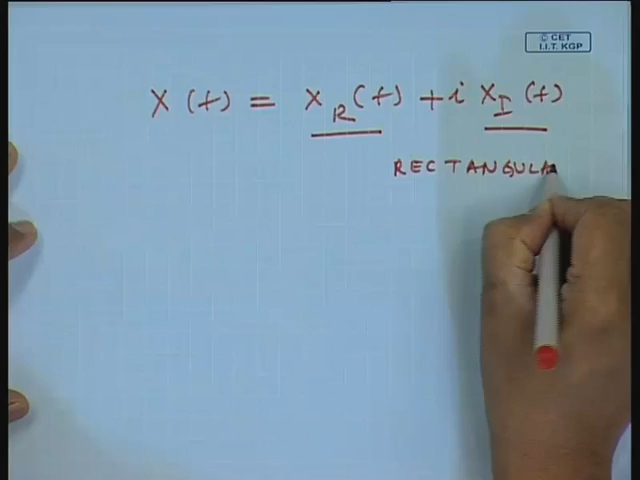 © CET
I.I.T. KGP
X (f) = X_R (f) + i X_I (f)
RECTANGULA